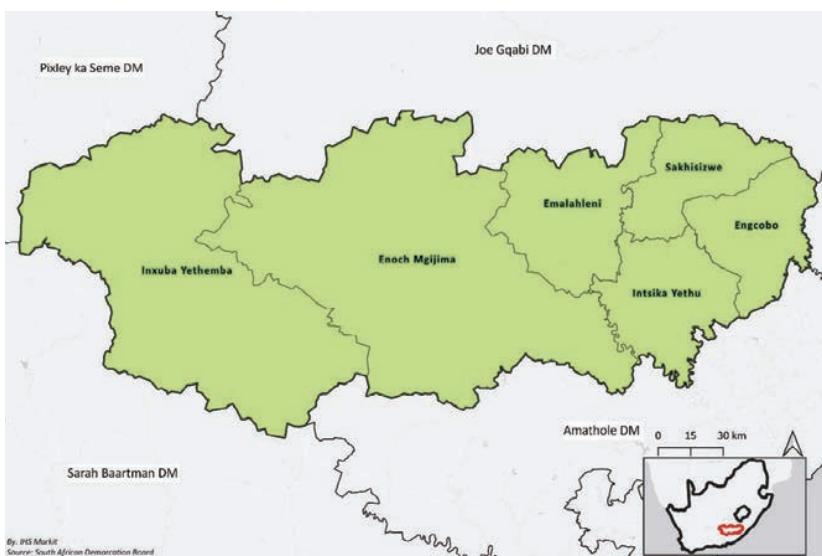 Joe Gqabi DM
Pixley ka Seme DM
Sakhisizwe
Emalahleni
Engcobo
Enoch Mgijima
Inxuba Yethemba
Intsika Yethu
Amathole DM
0 15 30 km
Sarah Baartman DM
By: IHS Markit
Source: South African Demarcation Board